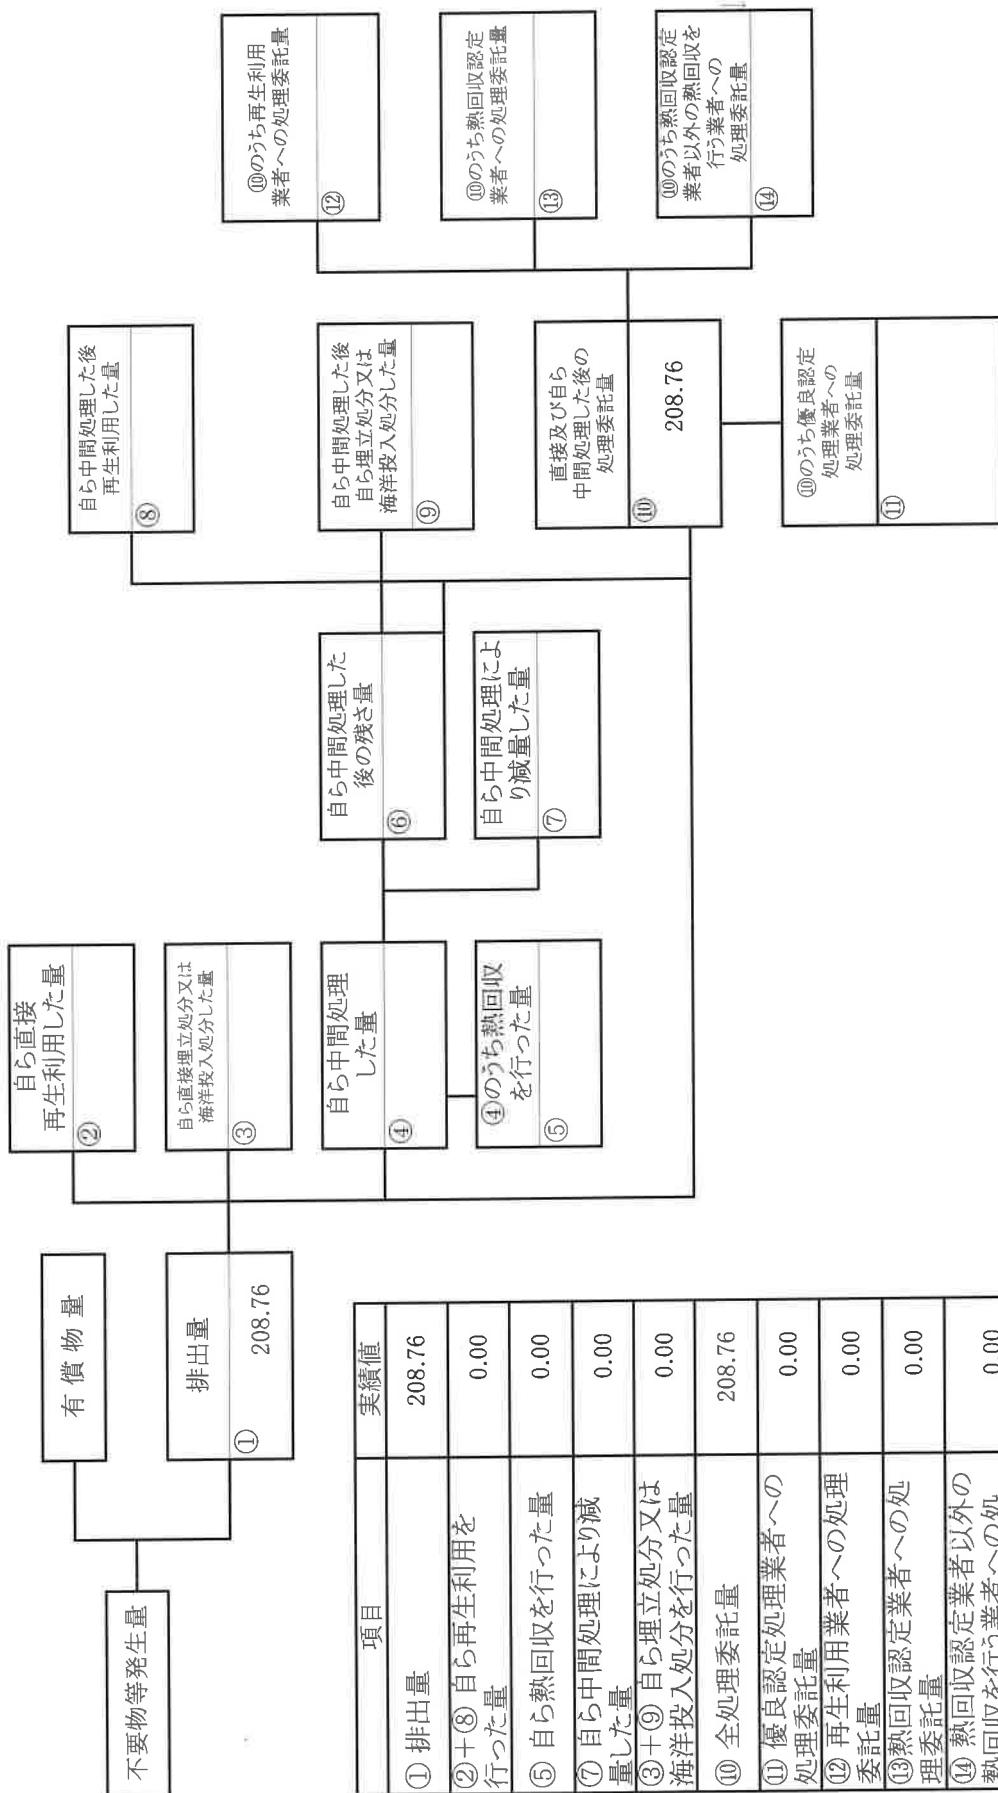 不要物等発生量
有償物量
排出量
①
208.76
自ら直接
再生利用した量
②
自ら直接埋立処分又は
海洋投入処分した量
③
自ら中間処理
した量
④
④のうち熱回収
を行った量
⑤
自ら中間処理した
後の残さ量
⑥
自ら中間処理によ
り減量した量
⑦
自ら中間処理した後
再生利用した量
⑧
自ら中間処理した後
自ら埋立処分又は
海洋投入処分した量
⑨
直接及び自ら
中間処理した後の
処理委託量
⑩
208.76
⑩のうち優良認定
処理業者への
処理委託量
⑪
⑩のうち再生利用
業者への処理委託量
⑫
⑩のうち熱回収認定
業者への処理委託量
⑬
⑩のうち熱回収認定
業者以外の熱回収を
行う業者への
処理委託量
⑭
項目 実績値
① 排出量 208.76
②+⑧ 自ら再生利用を
行った量 0.00
⑤ 自ら熱回収を行った量 0.00
⑦ 自ら中間処理により減
量した量 0.00
③+⑨ 自ら埋立処分又は
海洋投入処分を行った量 0.00
⑩ 全処理委託量 208.76
⑪ 優良認定処理業者への
処理委託量 0.00
⑫ 再生利用業者への処理
委託量 0.00
⑬熱回収認定業者への処
理委託量 0.00
⑭ 熱回収認定業者以外の
熱回収を行う業者への処 0.00